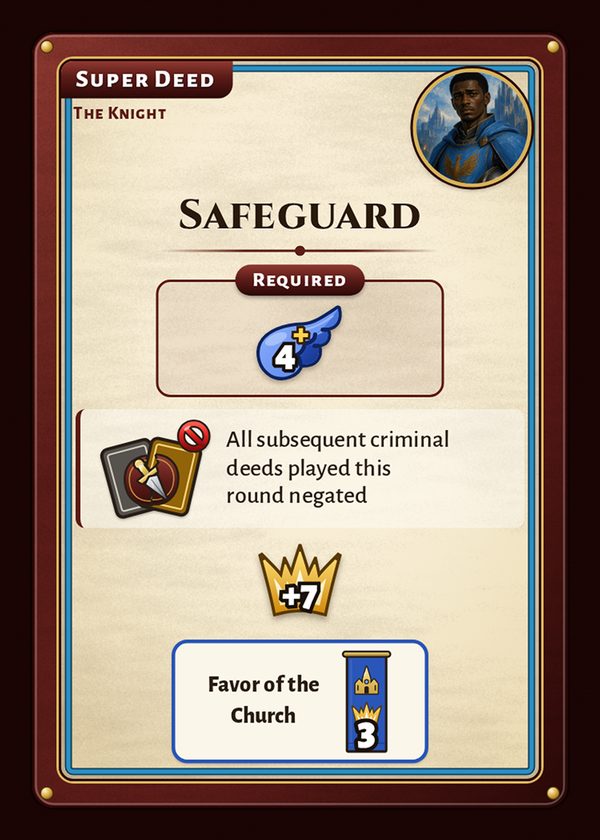 Super Deed
The Knight
Safeguard
Required
4+
All subsequent criminal
deeds played this
round negated
+7
Favor of the
Church
3